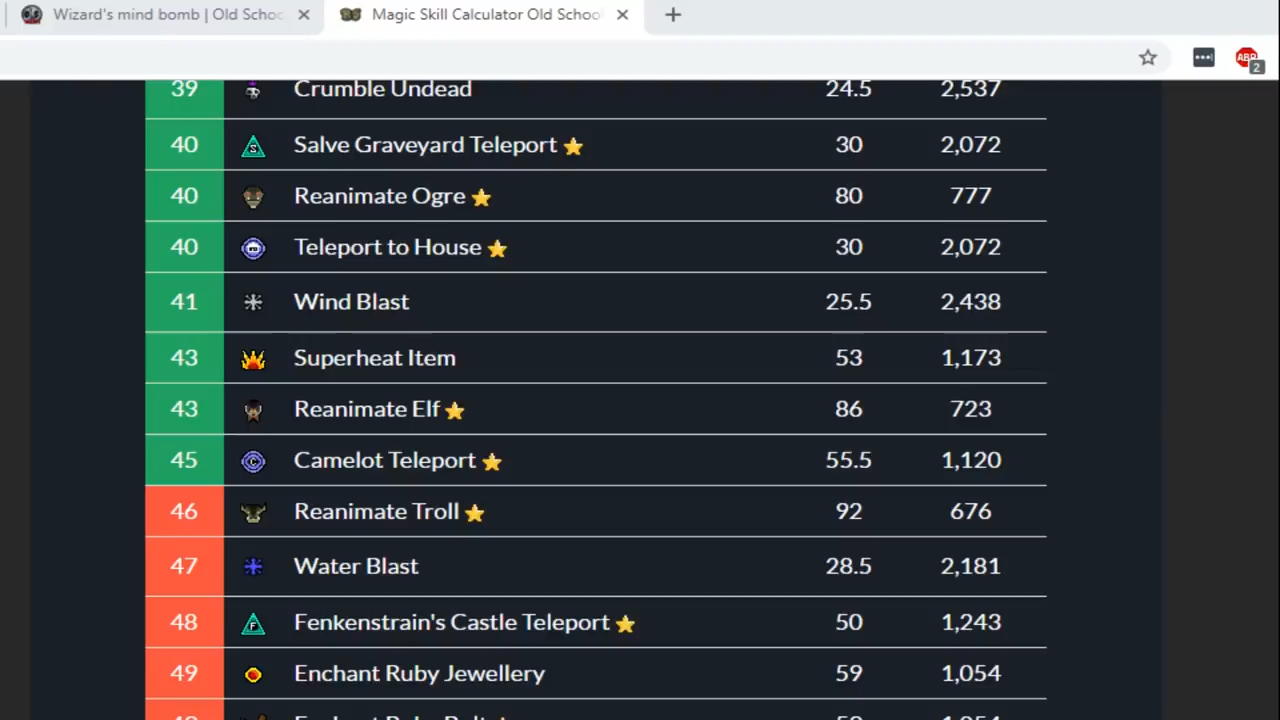 Wizard's mind bomb | Old Schoo
Magic Skill Calculator Old School
ABP
2
39 Crumble Undead 24.5 2,537
40 S Salve Graveyard Teleport 30 2,072
40 Reanimate Ogre 80 777
40 Teleport to House 30 2,072
41 Wind Blast 25.5 2,438
43 Superheat Item 53 1,173
43 Reanimate Elf 86 723
45 C Camelot Teleport 55.5 1,120
46 Reanimate Troll 92 676
47 Water Blast 28.5 2,181
48 F Fenkenstrain's Castle Teleport 50 1,243
49 Enchant Ruby Jewellery 59 1,054